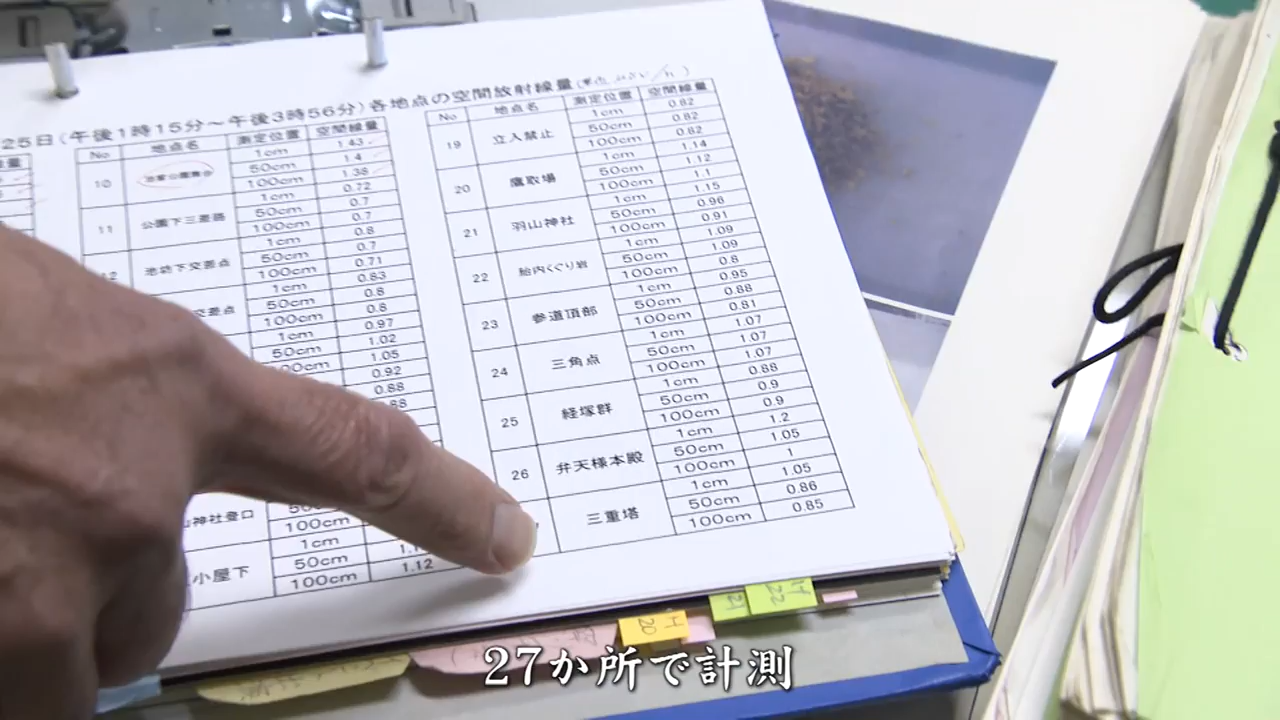 25日(午後1時15分～午後3時56分)各地点の空間放射線量(単位 μSV/h)
量
No 地点名 測定位置 空間線量
10 1cm 1.43
50cm 1.4
100cm 1.38
11 公園下三差路 1cm 0.72
50cm 0.7
100cm 0.7
12 池袋下交差点 1cm 0.8
50cm 0.7
100cm 0.71
交差点 1cm 0.83
50cm 0.8
100cm 0.8
1cm 0.97
50cm 1.02
00cm 1.05
0.92
0.88
.88
山神社登口
100cm
小屋下 1cm
50cm
100cm 1.12
No 地点名 測定位置 空間線量
19 立入禁止 1cm 0.82
50cm 0.82
100cm 0.82
20 鷹取場 1cm 1.14
50cm 1.12
100cm 1.1
21 羽山神社 1cm 1.15
50cm 0.96
100cm 0.91
22 胎内くぐり岩 1cm 1.09
50cm 1.09
100cm 0.8
23 参道頂部 1cm 0.95
50cm 0.88
100cm 0.81
24 三角点 1cm 1.07
50cm 1.07
100cm 1.07
25 経塚群 1cm 0.88
50cm 0.9
100cm 0.9
26 弁天様本殿 1cm 1.2
50cm 1.05
100cm 1
三重塔 1cm 1.05
50cm 0.86
100cm 0.85
H
20
21
H
22
27か所で計測